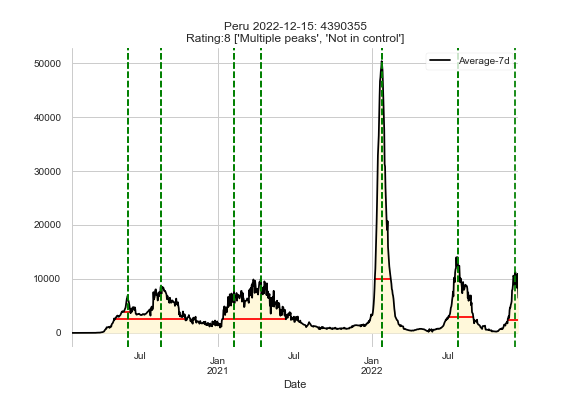 Peru 2022-12-15: 4390355
Rating:8 ['Multiple peaks', 'Not in control']
Average-7d
50000
40000
30000
20000
10000
0
Jul
Jan
2021
Jul
Jan
2022
Jul
Date